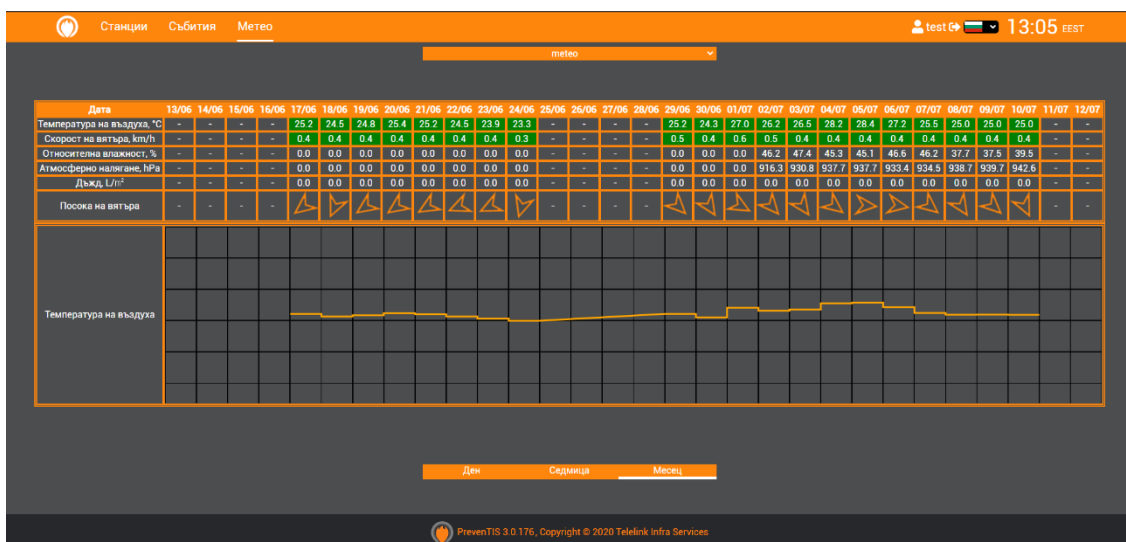 Станции Събития Метео test 13:05 EEST
meteo
Дата 13/06 14/06 15/06 16/06 17/06 18/06 19/06 20/06 21/06 22/06 23/06 24/06 25/06 26/06 27/06 28/06 29/06 30/06 01/07 02/07 03/07 04/07 05/07 06/07 07/07 08/07 09/07 10/07 11/07 12/07
Температура на въздуха, °C - - - - 25.2 24.5 24.8 25.4 25.2 24.5 23.9 23.3 - - - - 25.2 24.3 27.0 26.2 26.5 28.2 28.4 27.2 25.5 25.0 25.0 25.0 - -
Скорост на вятъра, km/h - - - - 0.4 0.4 0.4 0.4 0.4 0.4 0.4 0.3 - - - - 0.5 0.4 0.6 0.5 0.4 0.4 0.4 0.4 0.4 0.4 0.4 0.4 - -
Относителна влажност, % - - - - 0.0 0.0 0.0 0.0 0.0 0.0 0.0 0.0 - - - - 0.0 0.0 0.0 46.2 47.4 45.3 45.1 46.6 46.2 37.7 37.5 39.5 - -
Атмосферно налягане, hPa - - - - 0.0 0.0 0.0 0.0 0.0 0.0 0.0 0.0 - - - - 0.0 0.0 0.0 916.3 930.8 937.7 937.7 933.4 934.5 938.7 939.7 942.6 - -
Дъжд, L/m² - - - - 0.0 0.0 0.0 0.0 0.0 0.0 0.0 0.0 - - - - 0.0 0.0 0.0 0.0 0.0 0.0 0.0 0.0 0.0 0.0 0.0 0.0 - -
Посока на вятъра - - - - - - - - - -
Температура на въздуха
Ден Седмица Месец
PrevenTIS 3.0.176, Copyright © 2020 Telelink Infra Services